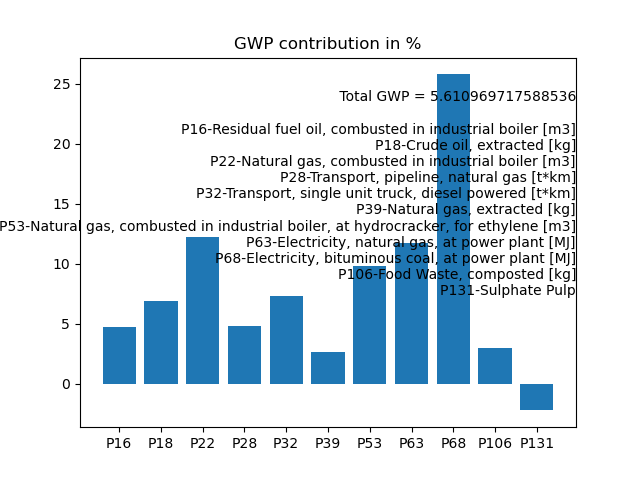 GWP contribution in %
25
20
15
10
5
0
Total GWP = 5.610969717588536
P16-Residual fuel oil, combusted in industrial boiler [m3]
P18-Crude oil, extracted [kg]
P22-Natural gas, combusted in industrial boiler [m3]
P28-Transport, pipeline, natural gas [t*km]
P32-Transport, single unit truck, diesel powered [t*km]
P39-Natural gas, extracted [kg]
P53-Natural gas, combusted in industrial boiler, at hydrocracker, for ethylene [m3]
P63-Electricity, natural gas, at power plant [MJ]
P68-Electricity, bituminous coal, at power plant [MJ]
P106-Food Waste, composted [kg]
P131-Sulphate Pulp
P16 P18 P22 P28 P32 P39 P53 P63 P68 P106 P131